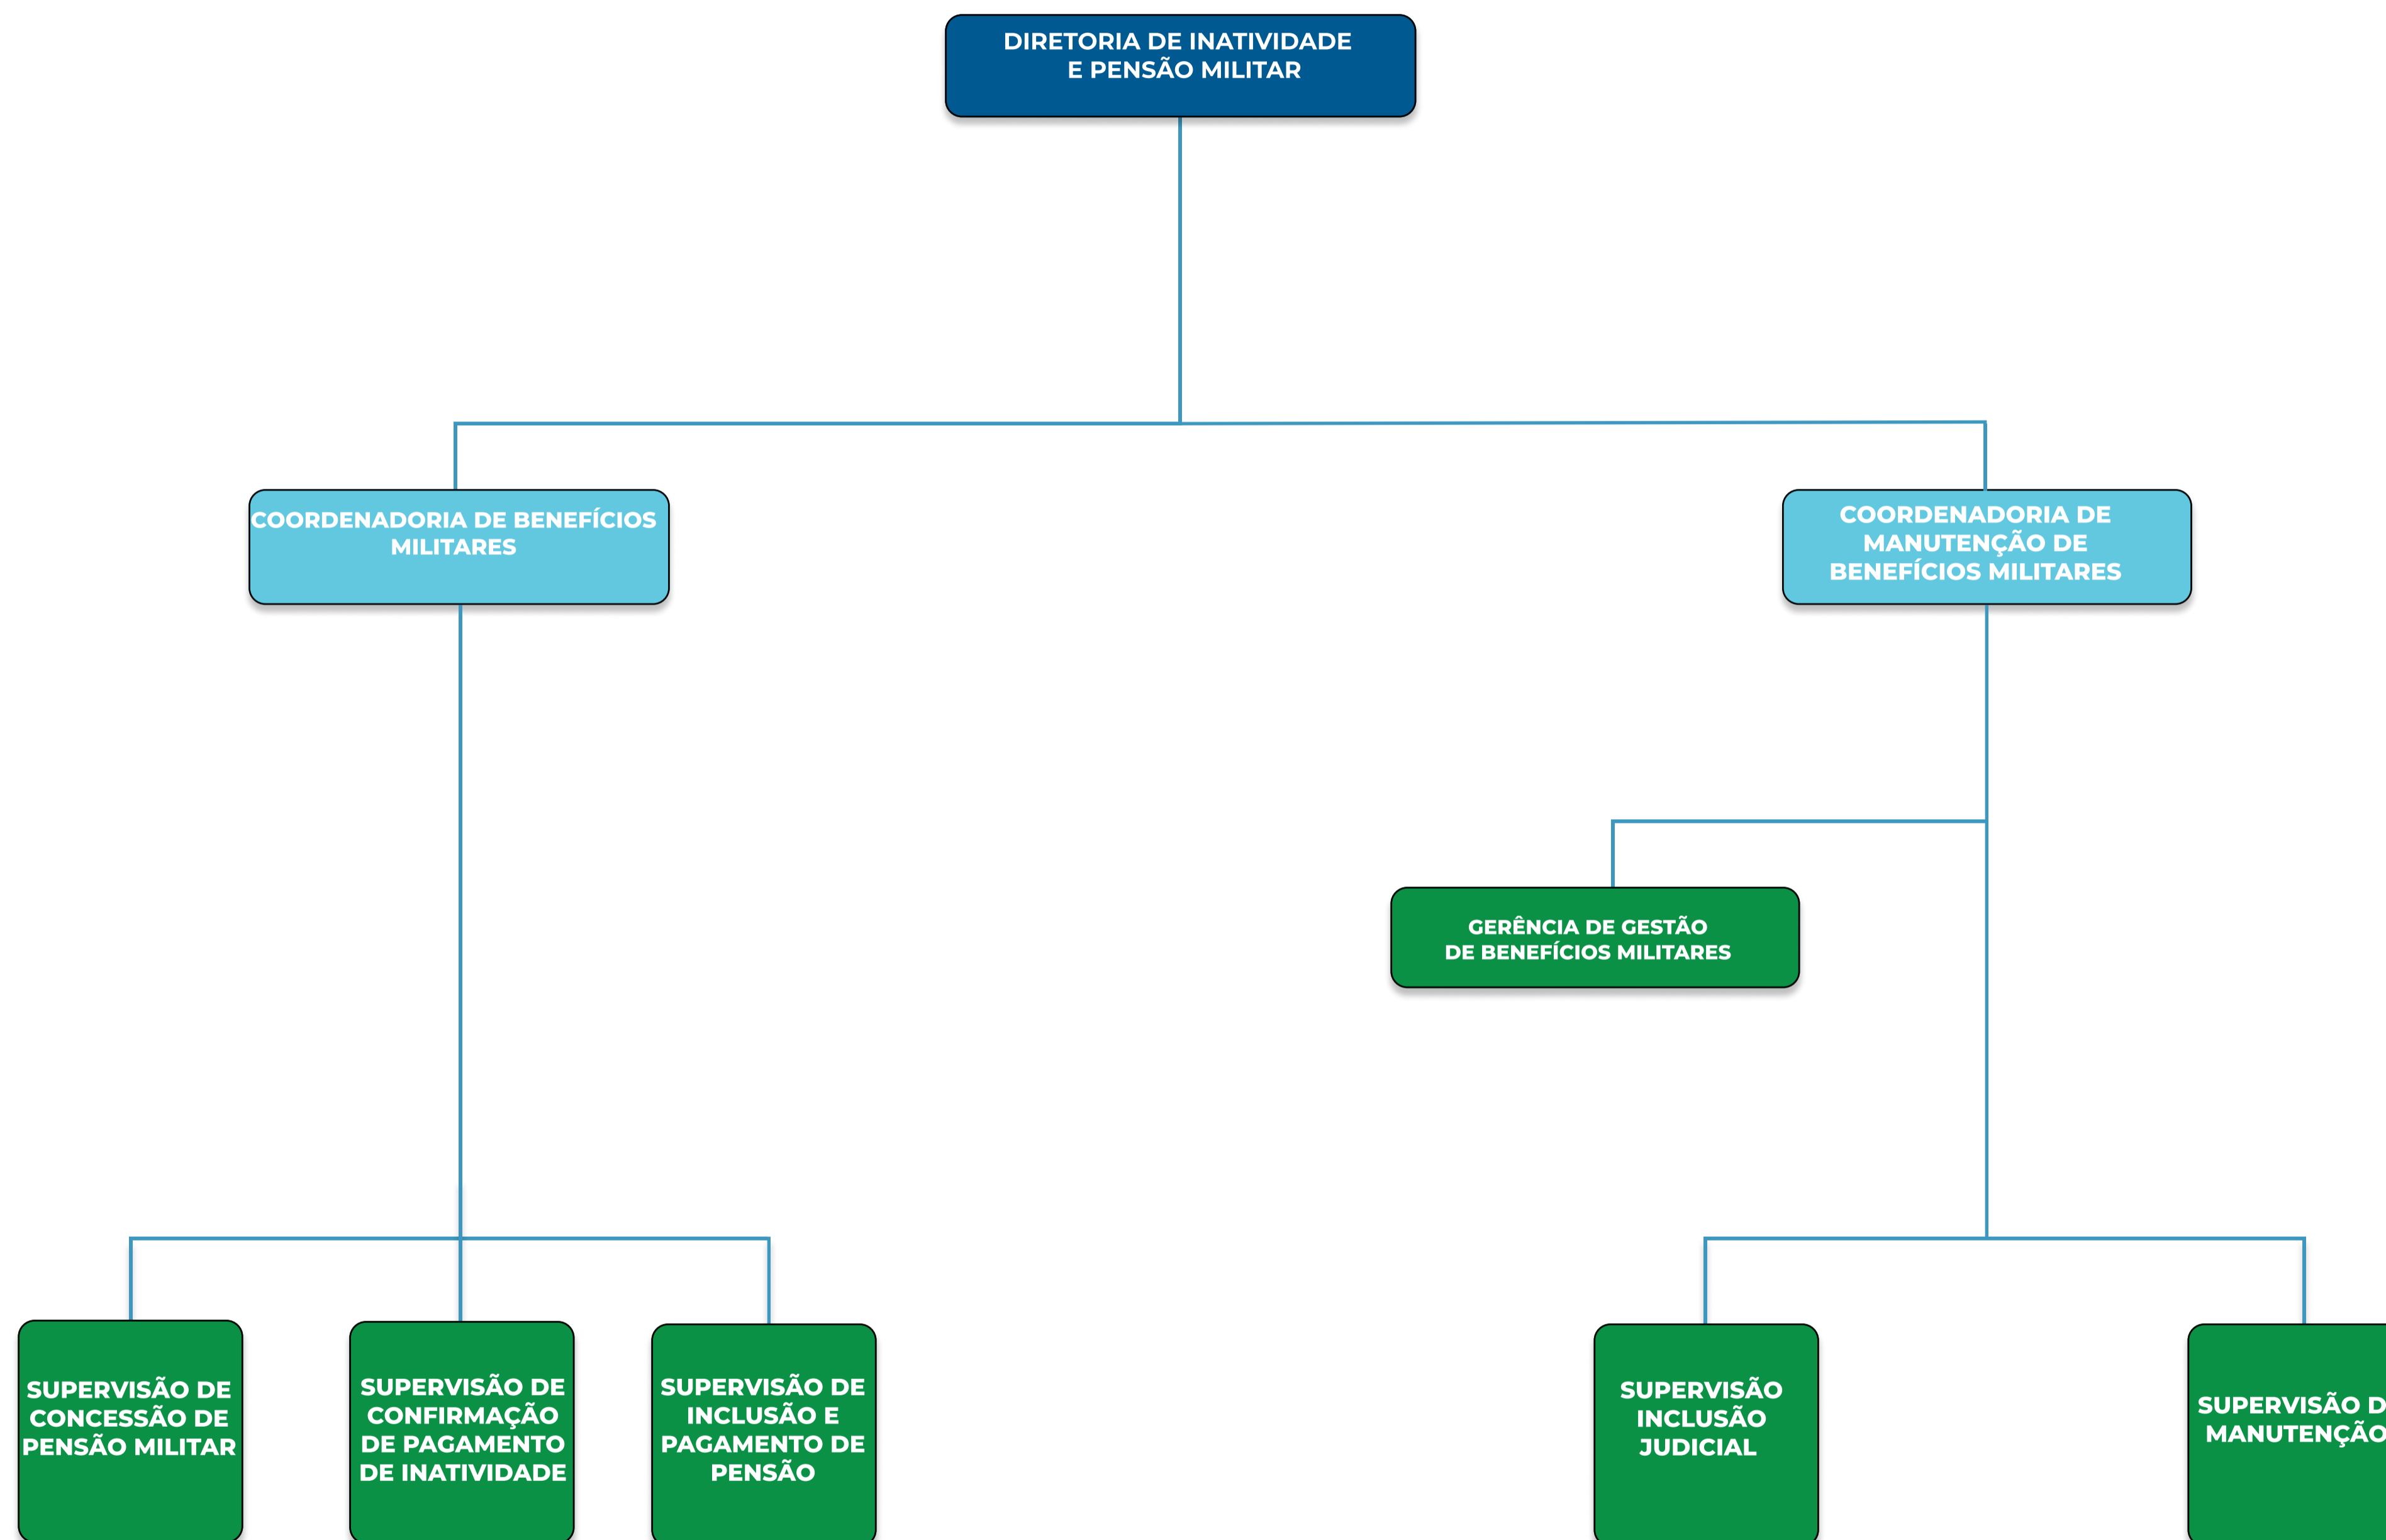 DIRETORIA DE INATIVIDADE
E PENSÃO MILITAR
COORDENADORIA DE BENEFÍCIOS
MILITARES
COORDENADORIA DE
MANUTENÇÃO DE
BENEFÍCIOS MILITARES
GERÊNCIA DE GESTÃO
DE BENEFÍCIOS MILITARES
SUPERVISÃO DE
CONCESSÃO DE
PENSÃO MILITAR
SUPERVISÃO DE
CONFIRMAÇÃO
DE PAGAMENTO
DE INATIVIDADE
SUPERVISÃO DE
INCLUSÃO E
PAGAMENTO DE
PENSÃO
SUPERVISÃO
INCLUSÃO
JUDICIAL
SUPERVISÃO
MANUTENÇÃO